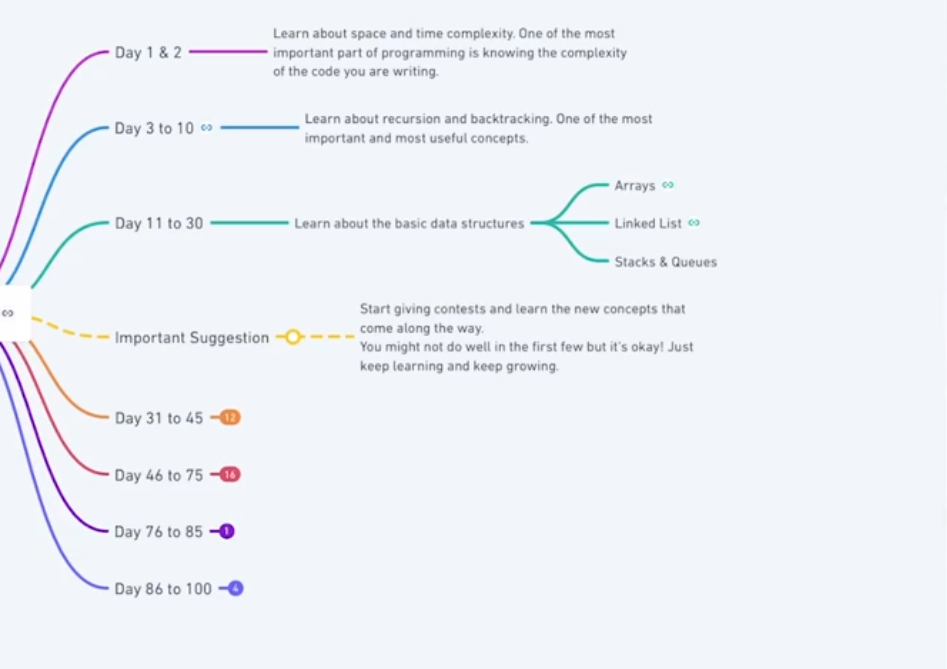 Day 1 & 2
Learn about space and time complexity. One of the most
important part of programming is knowing the complexity
of the code you are writing.
Day 3 to 10
Learn about recursion and backtracking. One of the most
important and most useful concepts.
Day 11 to 30
Learn about the basic data structures
Arrays
Linked List
Stacks & Queues
Important Suggestion
Start giving contests and learn the new concepts that
come along the way.
You might not do well in the first few but it's okay! Just
keep learning and keep growing.
Day 31 to 45
12
Day 46 to 75
16
Day 76 to 85
1
Day 86 to 100
4